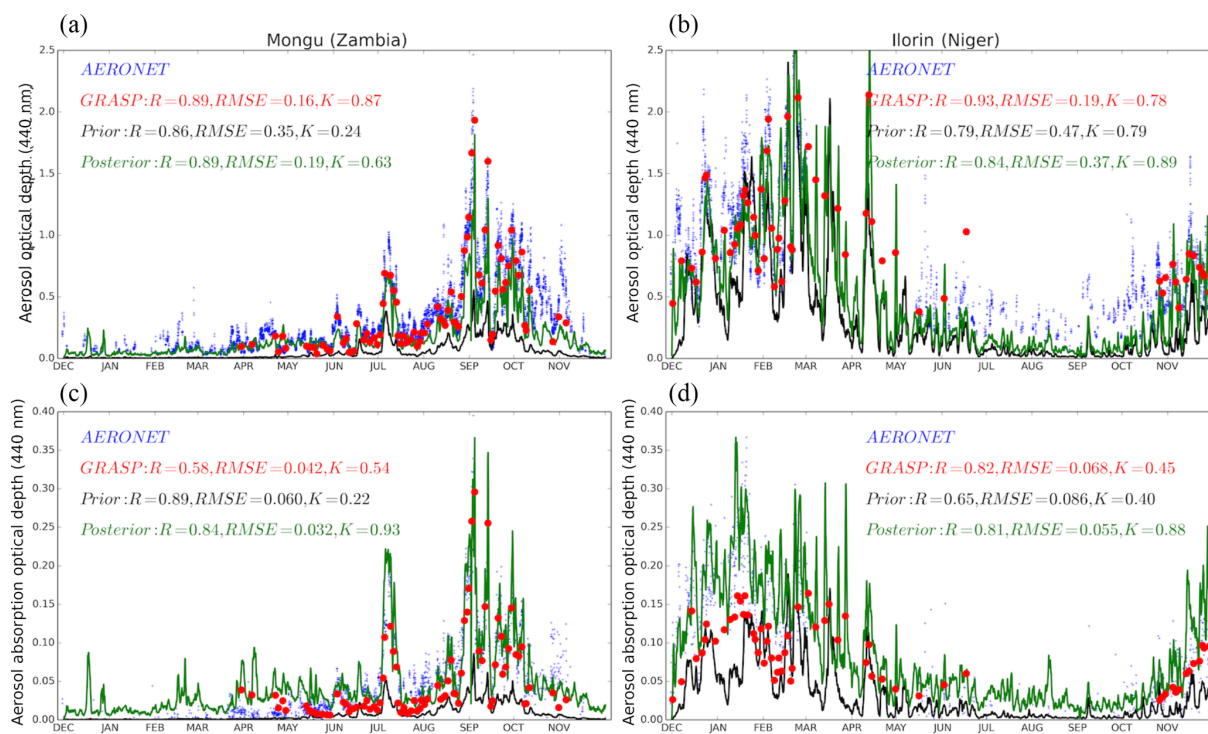 (a)
Mongu (Zambia)
Aerosol optical depth (440 nm)
2.5
2.0
1.5
1.0
0.5
0.0
AERONET
GRASP:R=0.89,RMSE=0.16,K=0.87
Prior:R=0.86,RMSE=0.35,K=0.24
Posterior:R=0.89,RMSE=0.19,K=0.63
DEC JAN FEB MAR APR MAY JUN JUL AUG SEP OCT NOV
(b)
Ilorin (Niger)
Aerosol optical depth (440 nm)
2.5
2.0
1.5
1.0
0.5
0.0
AERONET
GRASP:R=0.93,RMSE=0.19,K=0.78
Prior:R=0.79,RMSE=0.47,K=0.79
Posterior:R=0.84,RMSE=0.37,K=0.89
DEC JAN FEB MAR APR MAY JUN JUL AUG SEP OCT NOV
(c)
Aerosol absorption optical depth (440 nm)
0.40
0.35
0.30
0.25
0.20
0.15
0.10
0.05
0.00
AERONET
GRASP:R=0.58,RMSE=0.042,K=0.54
Prior:R=0.89,RMSE=0.060,K=0.22
Posterior:R=0.84,RMSE=0.032,K=0.93
DEC JAN FEB MAR APR MAY JUN JUL AUG SEP OCT NOV
(d)
Aerosol absorption optical depth (440 nm)
0.40
0.35
0.30
0.25
0.20
0.15
0.10
0.05
0.00
AERONET
GRASP:R=0.82,RMSE=0.068,K=0.45
Prior:R=0.65,RMSE=0.086,K=0.40
Posterior:R=0.81,RMSE=0.055,K=0.88
DEC JAN FEB MAR APR MAY JUN JUL AUG SEP OCT NOV